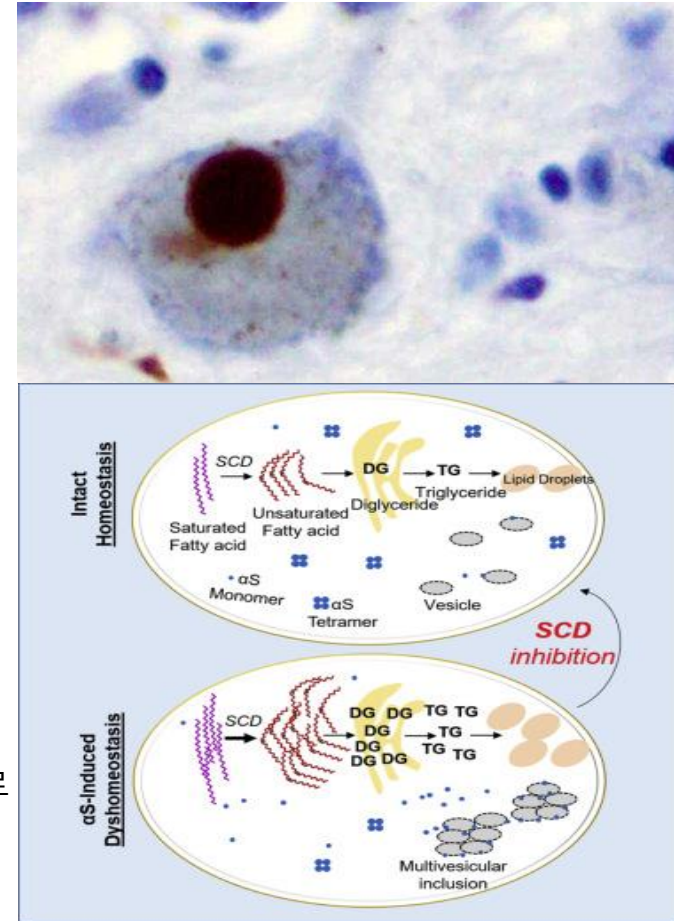 Intact
Homeostasis
SCD
DG
TG
Lipid Droplets
Triglyceride
Diglyceride
Unsaturated
Fatty acid
Saturated
Fatty acid
αS
Monomer
αS
Tetramer
Vesicle
SCD
inhibition
αS-Induced
Dyshomeostasis
SCD
DG DG TG TG
DG TG
DG TG TG
DG DG
Multivesicular
inclusion